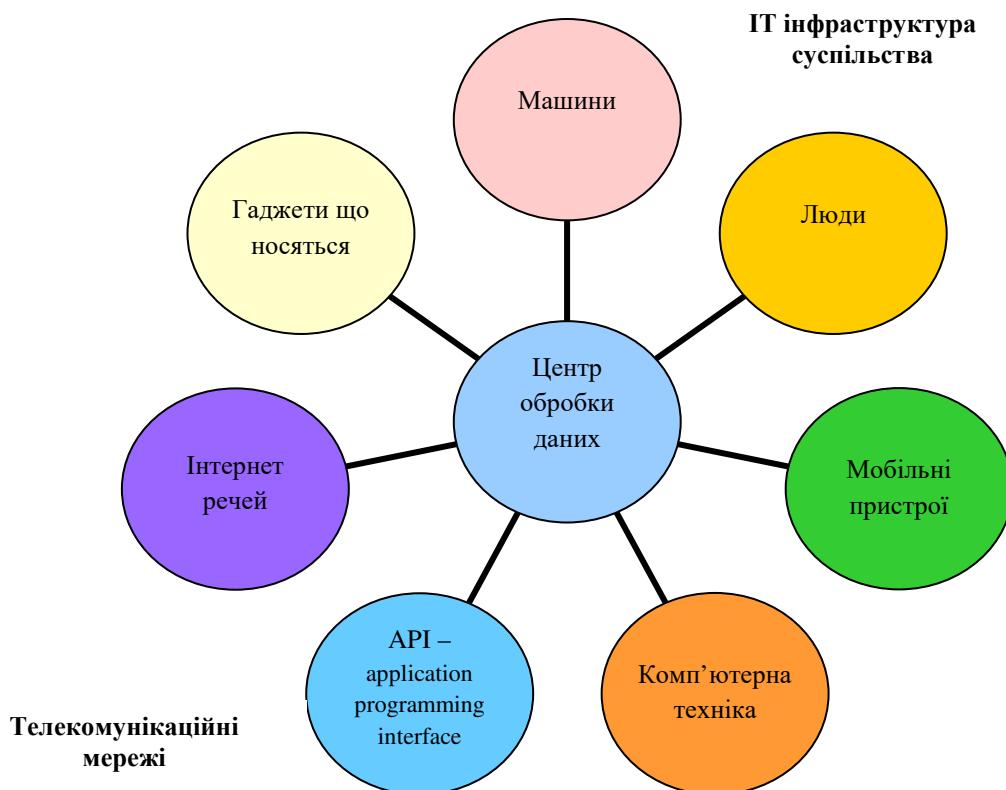 ІТ інфраструктура
суспільства
Машини
Гаджети що
носяться
Люди
Центр
обробки
даних
Інтернет
речей
Мобільні
пристрої
API –
application
programming
interface
Комп’ютерна
техніка
Телекомунікаційні
мережі